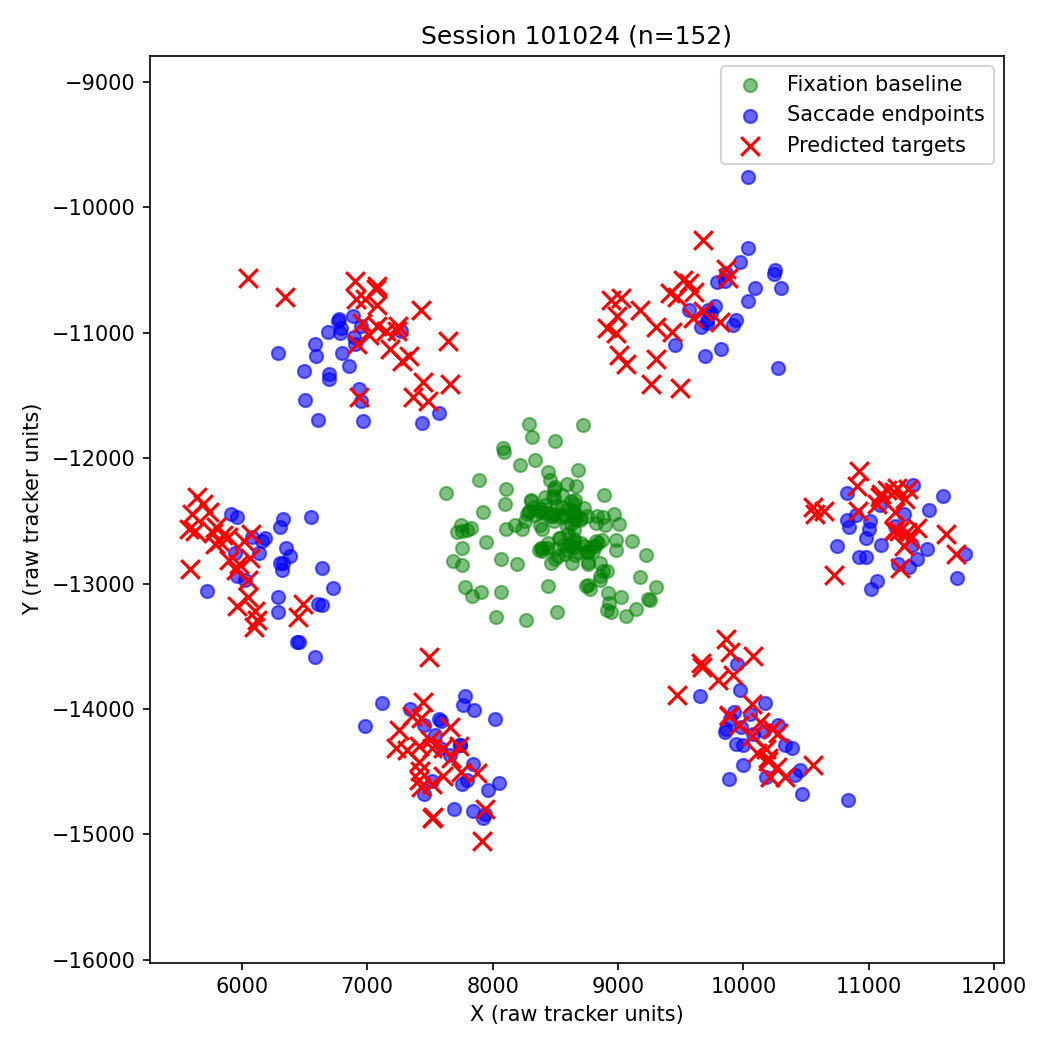 Session 101024 (n=152)
Fixation baseline
Saccade endpoints
Predicted targets
Y (raw tracker units)
−9000
−10000
−11000
−12000
−13000
−14000
−15000
−16000
6000 7000 8000 9000 10000 11000 12000
X (raw tracker units)